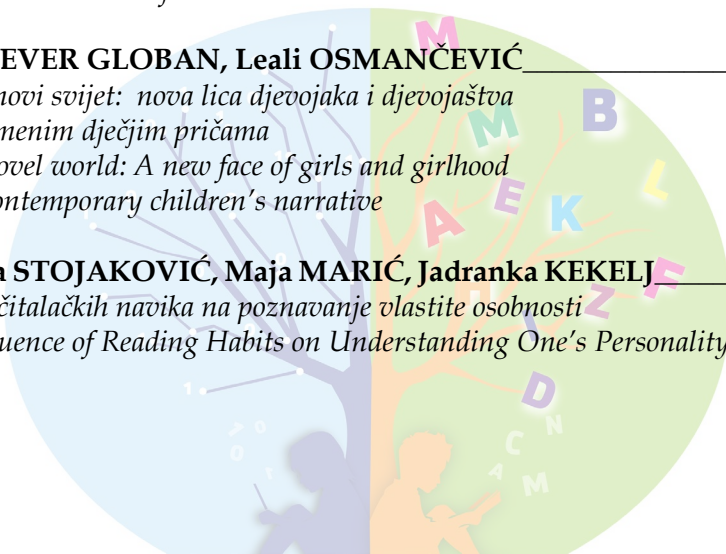 EVER GLOBAN, Leali OSMANČEVIĆ
novi svijet: nova lica djevojaka i djevojaštva
menim dječjim pričama
ovel world: A new face of girls and girlhood
ontemporary children's narrative
a STOJAKOVIĆ, Maja MARIĆ, Jadranka KEKELJ
čitalačkih navika na poznavanje vlastite osobnosti
uence of Reading Habits on Understanding One's Personality
M
B
M
L
E
K
A
F
Z
I
D
1
N
C
A
M